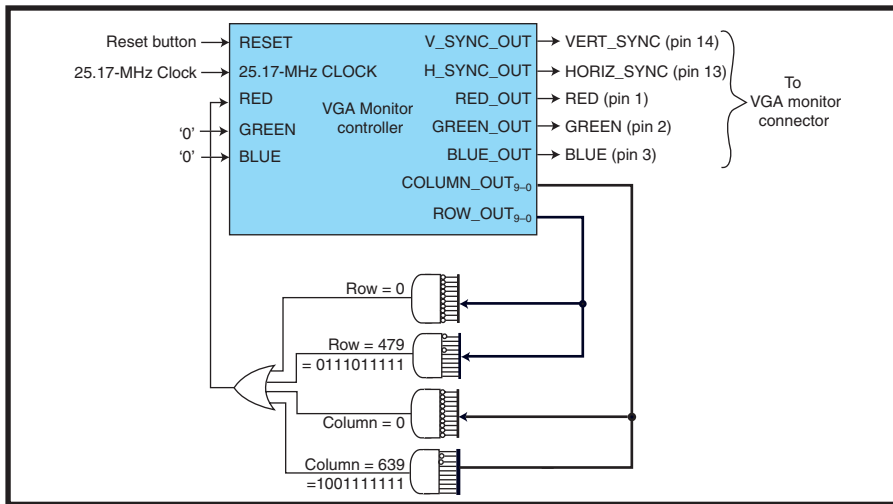 Reset button
RESET
V_SYNC_OUT
VERT_SYNC (pin 14)
25.17-MHz Clock
25.17-MHz CLOCK
H_SYNC_OUT
HORIZ_SYNC (pin 13)
RED
VGA Monitor
controller
RED_OUT
RED (pin 1)
To
VGA monitor
connector
‘0’
GREEN
GREEN_OUT
GREEN (pin 2)
‘0’
BLUE
BLUE_OUT
BLUE (pin 3)
COLUMN_OUT9–0
ROW_OUT9–0
Row = 0
Row = 479
= 0111011111
Column = 0
Column = 639
=1001111111